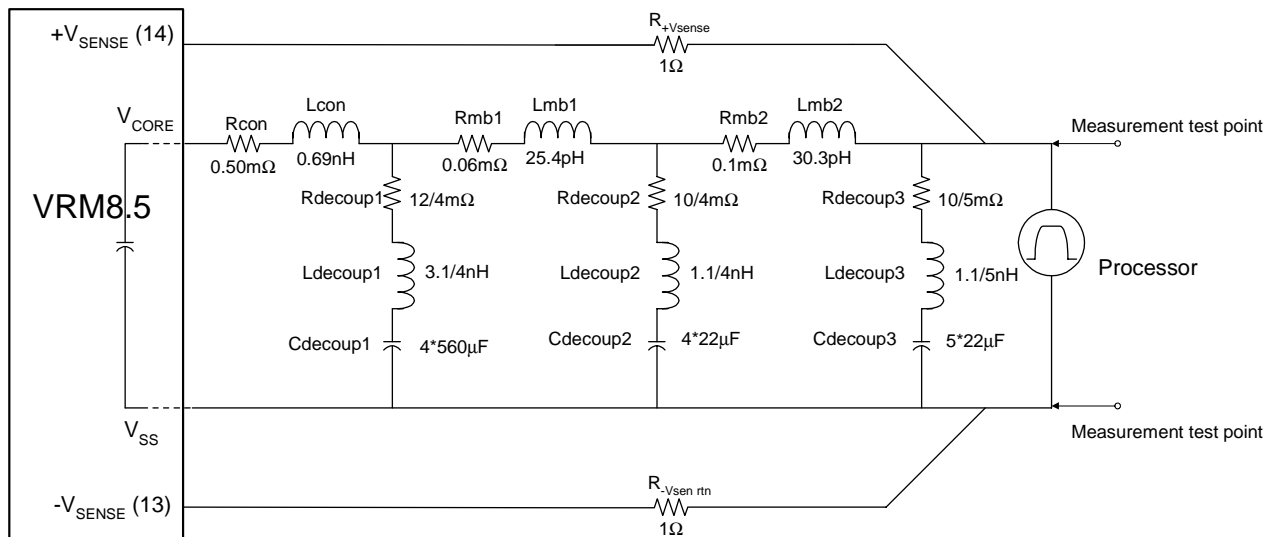 +VSENSE (14)
R+Vsense
1Ω
VCORE
Rcon
0.50mΩ
Lcon
0.69nH
Rmb1
0.06mΩ
Lmb1
25.4pH
Rmb2
0.1mΩ
Lmb2
30.3pH
Measurement test point
VRM8.5
Rdecoup1
12/4mΩ
Rdecoup2
10/4mΩ
Rdecoup3
10/5mΩ
Ldecoup1
3.1/4nH
Ldecoup2
1.1/4nH
Ldecoup3
1.1/5nH
Processor
Cdecoup1
4*560µF
Cdecoup2
4*22µF
Cdecoup3
5*22µF
VSS
Measurement test point
-VSENSE (13)
R-Vsen rtn
1Ω